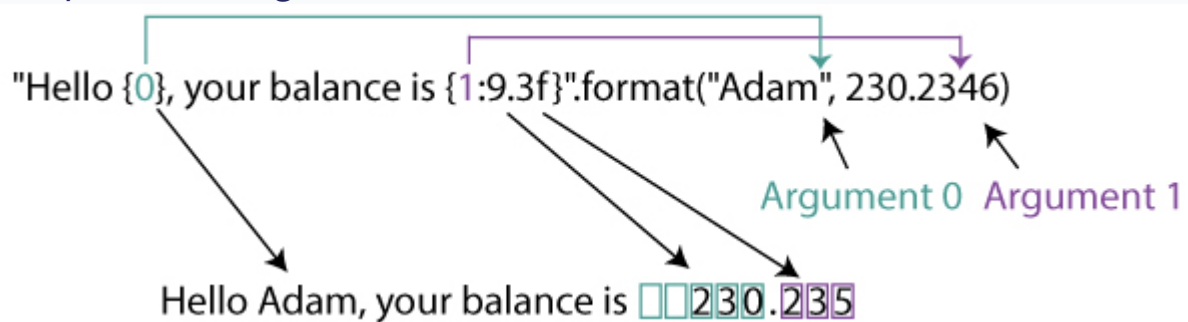 "Hello {0}, your balance is {1:9.3f}".format("Adam", 230.2346)
Argument 0 Argument 1
Hello Adam, your balance is 230.235